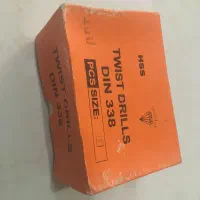 HSS
TWIST DRILLS
DIN 338
PCS SIZE:
TWIST DRILLS
DIN 338